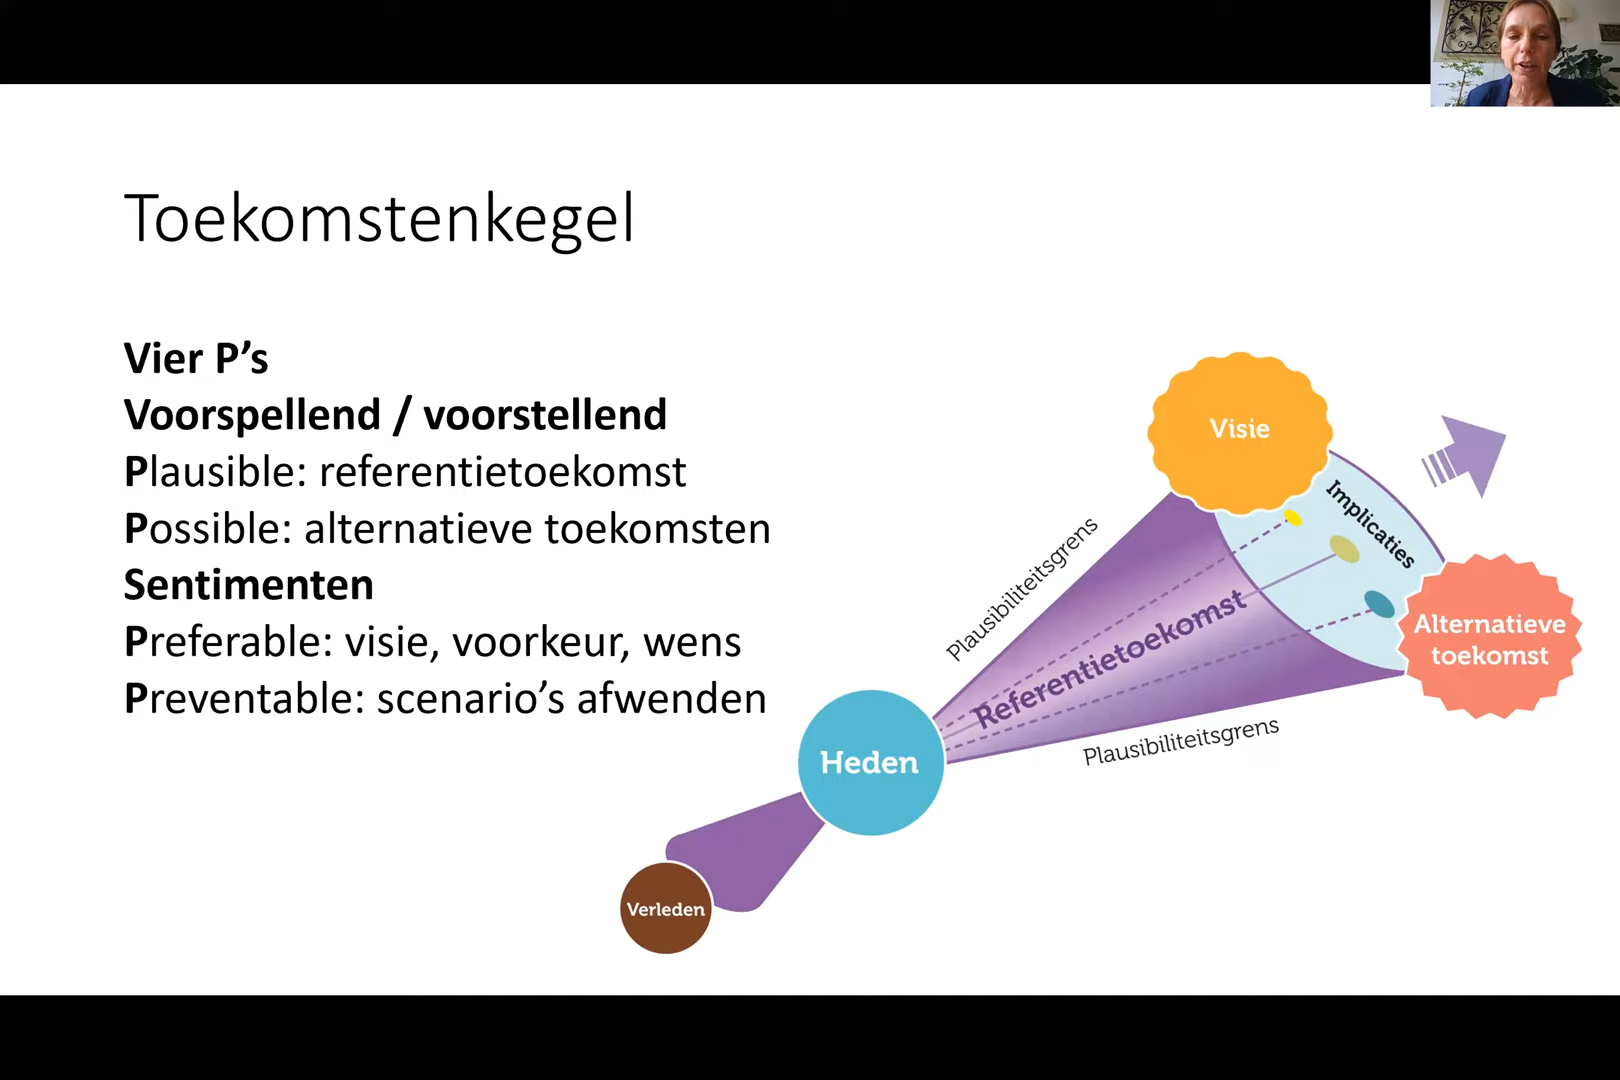 Toekomstenkegel
Vier P’s
Voorspellend / voorstellend
Plausible: referentietoekomst
Possible: alternatieve toekomsten
Sentimenten
Preferable: visie, voorkeur, wens
Preventable: scenario’s afwenden
Visie
Implicaties
Plausibiliteitsgrens
Referentietoekomst
Alternatieve
toekomst
Plausibiliteitsgrens
Heden
Verleden